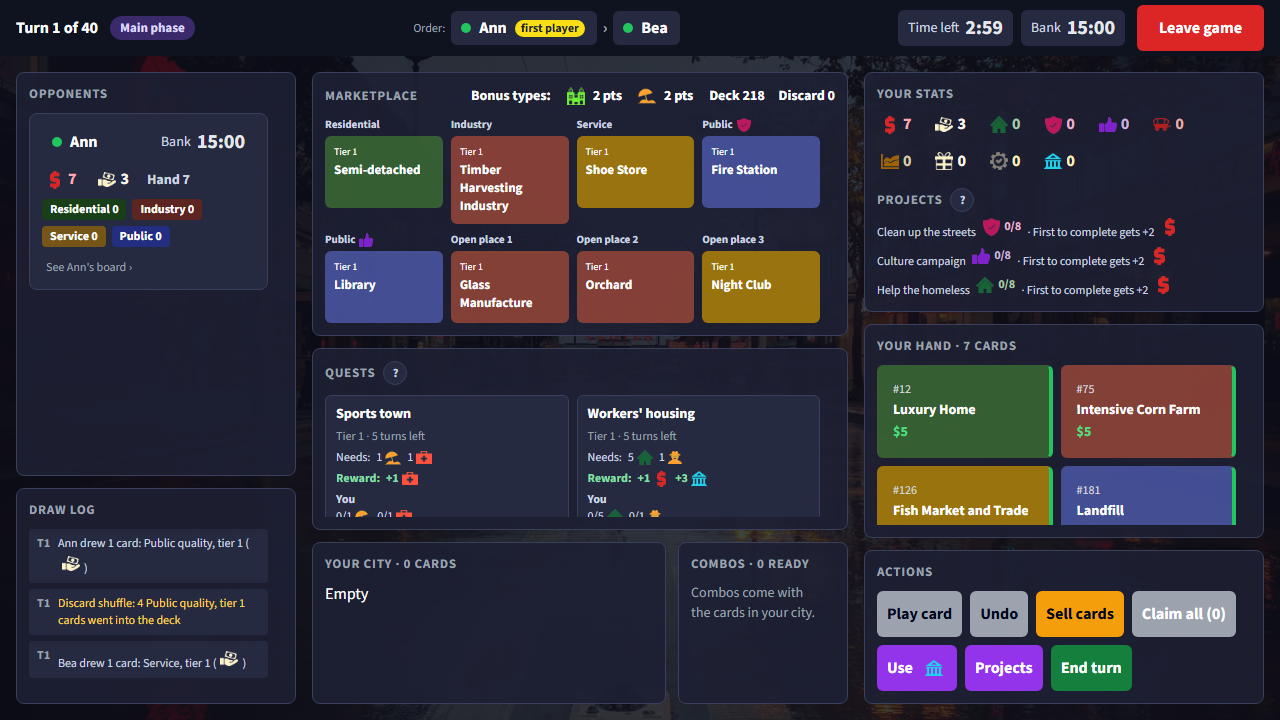 Turn 1 of 40
Main phase
Order:
Ann
first player
›
Bea
Time left 2:59
Bank 15:00
Leave game
OPPONENTS
Ann
Bank 15:00
7
3
Hand 7
Residential 0
Industry 0
Service 0
Public 0
See Ann's board ›
DRAW LOG
T1 Ann drew 1 card: Public quality, tier 1 (
)
T1 Discard shuffle: 4 Public quality, tier 1
cards went into the deck
T1 Bea drew 1 card: Service, tier 1 ( )
MARKETPLACE
Bonus types:
2 pts
2 pts
Deck 218
Discard 0
Residential
Tier 1
Semi-detached
Industry
Tier 1
Timber
Harvesting
Industry
Service
Tier 1
Shoe Store
Public
Tier 1
Fire Station
Public
Tier 1
Library
Open place 1
Tier 1
Glass
Manufacture
Open place 2
Tier 1
Orchard
Open place 3
Tier 1
Night Club
QUESTS
?
Sports town
Tier 1 · 5 turns left
Needs: 1 1
Reward: +1
You
0/1 0/1
Workers' housing
Tier 1 · 5 turns left
Needs: 5 1
Reward: +1 +3
You
0/5 0/1
YOUR CITY · 0 CARDS
Empty
COMBOS · 0 READY
Combos come with
the cards in your city.
YOUR STATS
7 3 0 0 0 0
0 0 0 0
PROJECTS
?
Clean up the streets 0/8 · First to complete gets +2
Culture campaign 0/8 · First to complete gets +2
Help the homeless 0/8 · First to complete gets +2
YOUR HAND · 7 CARDS
#12
Luxury Home
$5
#75
Intensive Corn Farm
$5
#126
Fish Market and Trade
#181
Landfill
ACTIONS
Play card
Undo
Sell cards
Claim all (0)
Use
Projects
End turn